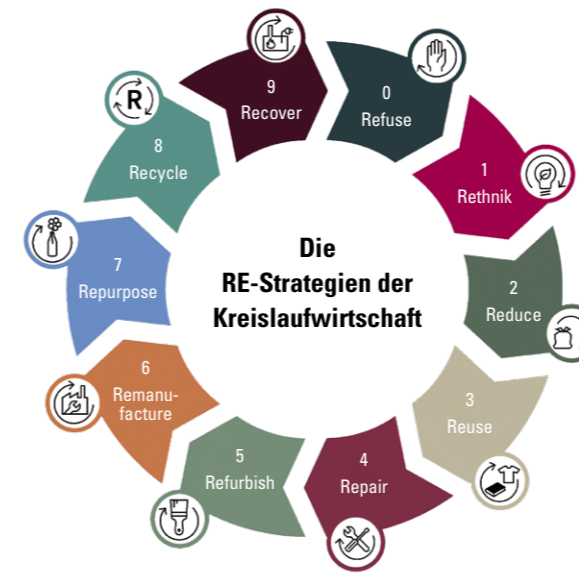 Die
RE-Strategien der
Kreislaufwirtschaft
0
Refuse
1
Rethnik
2
Reduce
3
Reuse
4
Repair
5
Refurbish
6
Remanu-
facture
7
Repurpose
8
Recycle
R
9
Recover